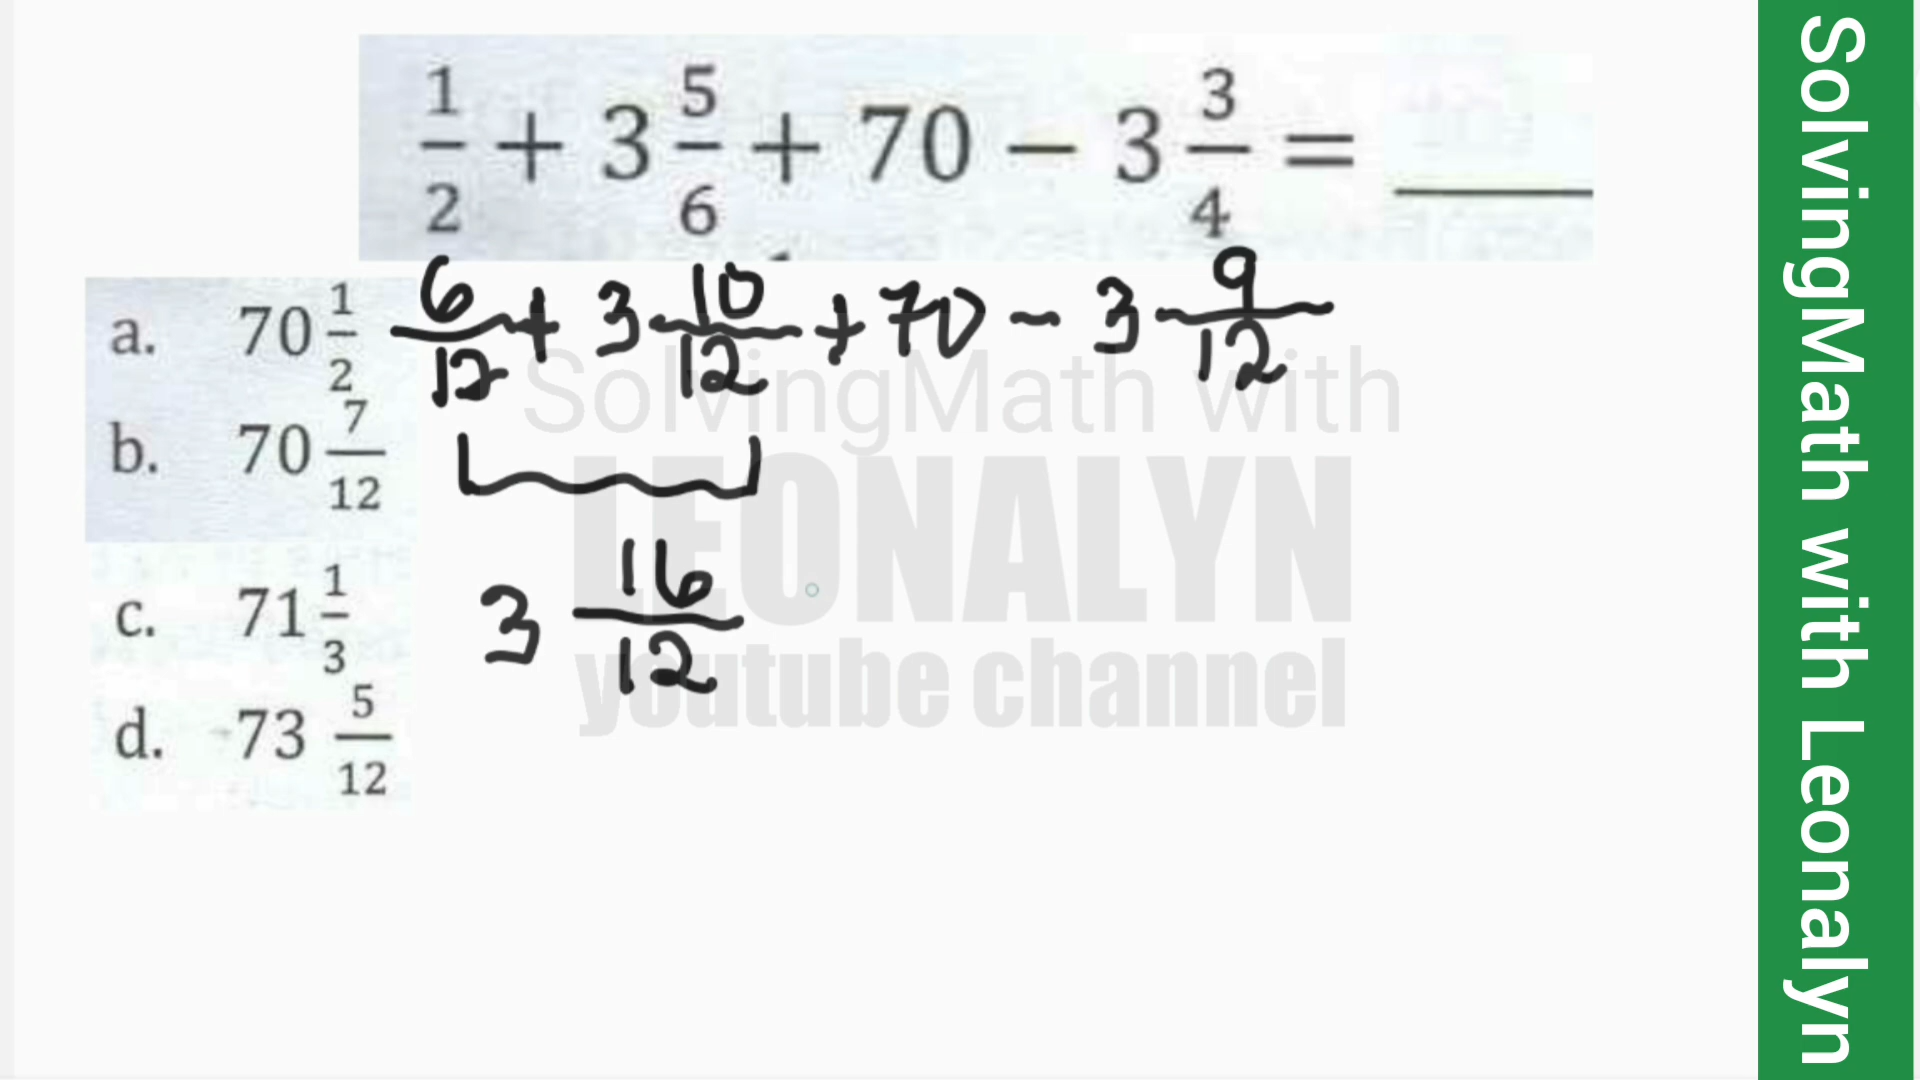 1/2 + 3 5/6 + 70 − 3 3/4 = ____
6/12 + 3 10/12 + 70 − 3 9/12
a. 70 1/2
b. 70 7/12
c. 71 1/3
d. 73 5/12
3 16/12
SolvingMath with
LEONALYN
youtube channel
SolvingMath with Leonalyn